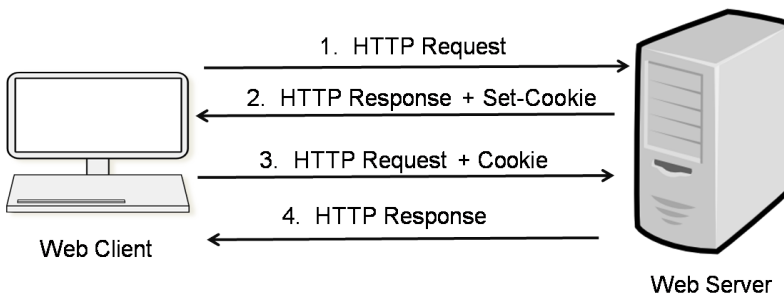 1. HTTP Request
2. HTTP Response + Set-Cookie
3. HTTP Request + Cookie
4. HTTP Response
Web Client
Web Server